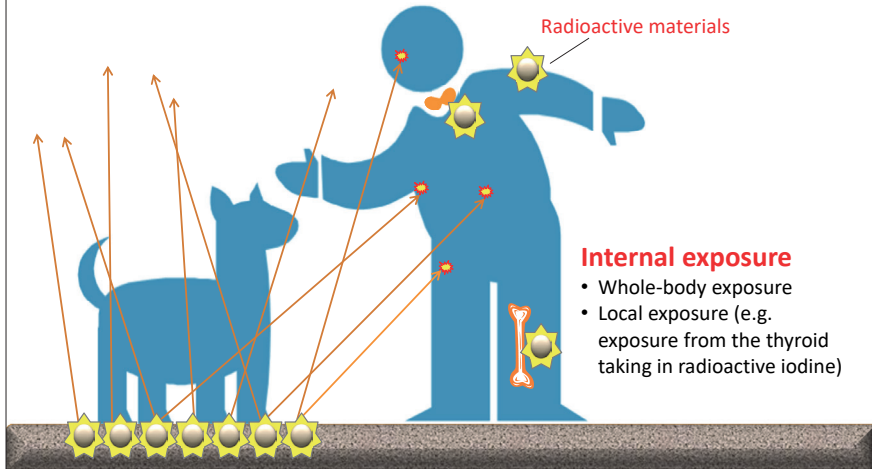 Radioactive materials
Internal exposure
• Whole-body exposure
• Local exposure (e.g.
exposure from the thyroid
taking in radioactive iodine)